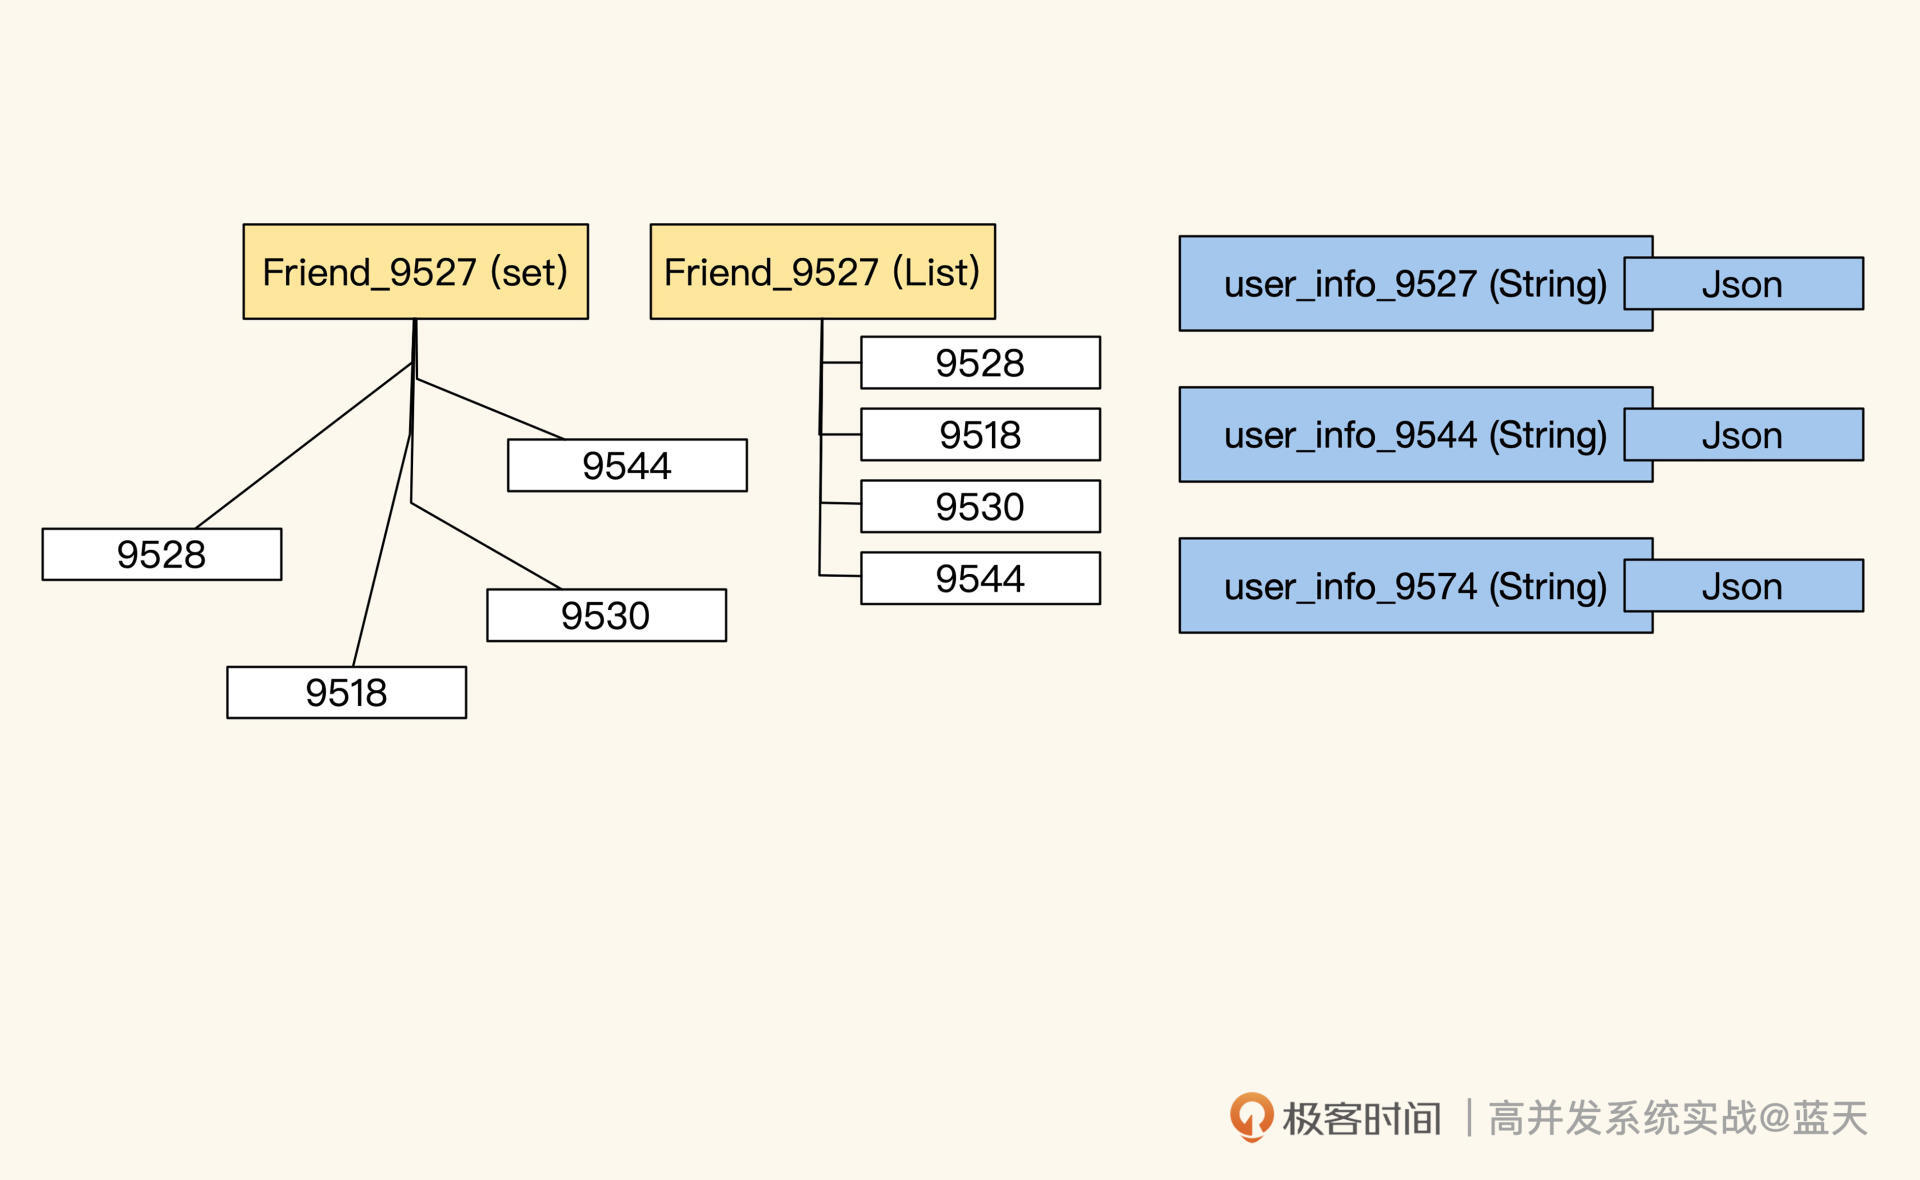 Friend_9527 (set)
9528
9518
9530
9544
Friend_9527 (List)
9528
9518
9530
9544
user_info_9527 (String)
Json
user_info_9544 (String)
Json
user_info_9574 (String)
Json
极客时间 | 高并发系统实战@蓝天